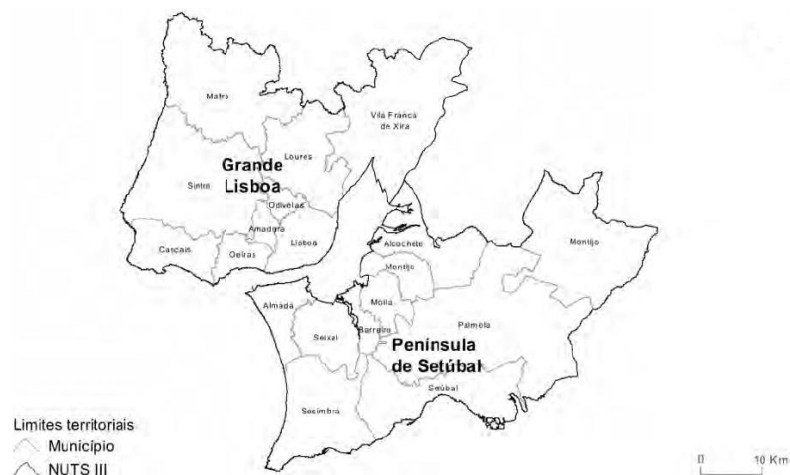 Mafra
Vila Franca
de Xira
Loures
Grande
Lisboa
Sintra
Odivelas
Amadora
Cascais
Oeiras
Lisboa
Alcochete
Montijo
Montijo
Moita
Almada
Barreiro
Seixal
Palmela
Península
de Setúbal
Setúbal
Sesimbra
Limites territoriais
Município
NUTS III
0 10 Km